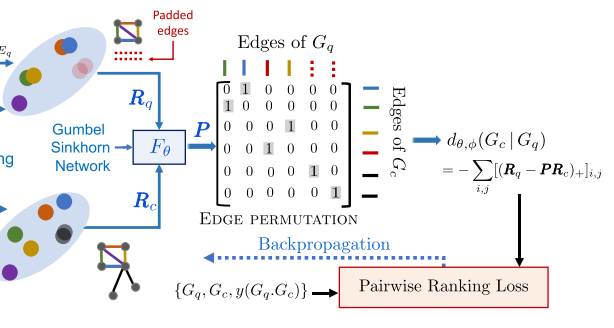 Padded
edges
E_q
Edges of G_q
R_q
Gumbel
Sinkhorn
Network
F_θ
P
0 1 0 0 0 0
1 0 0 0 0 0
0 0 0 1 0 0
0 0 1 0 0 0
0 0 0 0 1 0
0 0 0 0 0 1
Edges of G_c
d_{θ,ϕ}(G_c | G_q)
= −∑_{i,j}[(R_q − PR_c)_+]_{i,j}
ng
R_c
EDGE PERMUTATION
Backpropagation
{G_q, G_c, y(G_q.G_c)}
Pairwise Ranking Loss